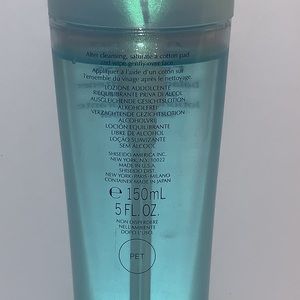 After cleansing, saturate a cotton pad
and wipe gently over face.
Appliquer à l'aide d'un coton sur
l'ensemble du visage après le nettoyage.
LOZIONE ADDOLCENTE
RIEQUILIBRANTE PRIVA DI ALCOL
AUSGLEICHENDE GESICHTSLOTION
ALKOHOLFREI
VERZACHTENDE GEZICHTSLOTION
ALCOHOLVRIJ
LOCIÓN EQUILIBRANTE
LIBRE DE ALCOHOL
LOÇÃO SUAVIZANTE
SEM ÁLCOOL
SHISEIDO AMERICA INC.
NEW YORK, N.Y. 10022
MADE IN U.S.A.
SHISEIDO DIST.
NEW YORK-PARIS-MILANO
CONTAINER MADE IN JAPAN
℮ 150mL
5 FL. OZ.
NON DISPERDERE
NELL'AMBIENTE
DOPO L'USO.
PET